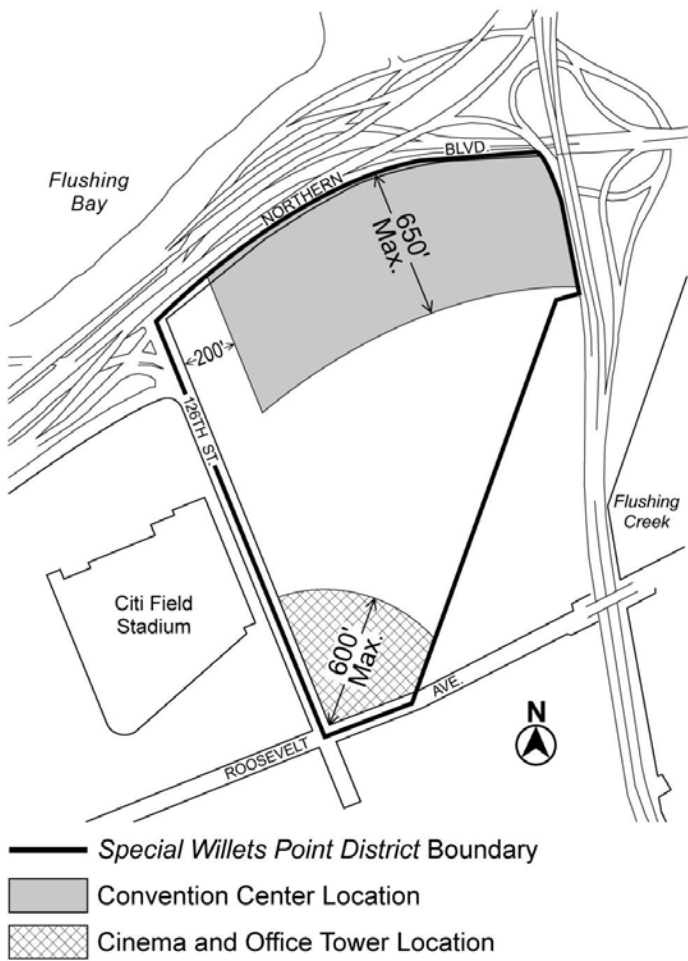 Flushing
Bay
NORTHERN
BLVD.
650'
Max.
200'
126TH ST.
Flushing
Creek
Citi Field
Stadium
600'
Max.
AVE.
ROOSEVELT
N
Special Willets Point District Boundary
Convention Center Location
Cinema and Office Tower Location